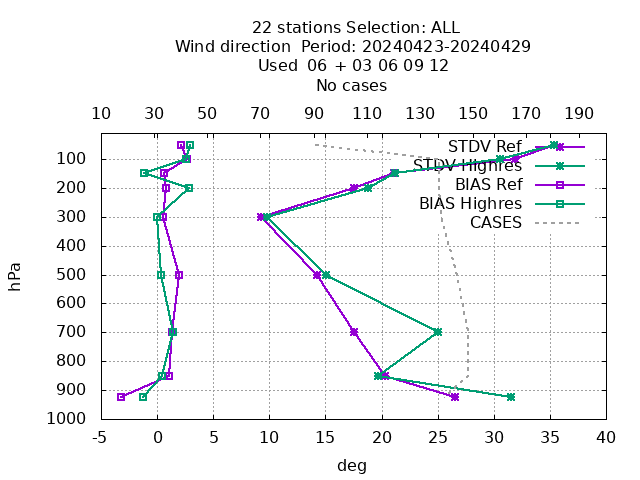 22 stations Selection: ALL
Wind direction  Period: 20240423-20240429
Used  06 + 03 06 09 12
No cases
10 30 50 70 90 110 130 150 170 190
STDV Ref
STDV Highres
BIAS Ref
BIAS Highres
CASES
100
200
300
400
500
600
700
800
900
1000
hPa
-5 0 5 10 15 20 25 30 35 40
deg